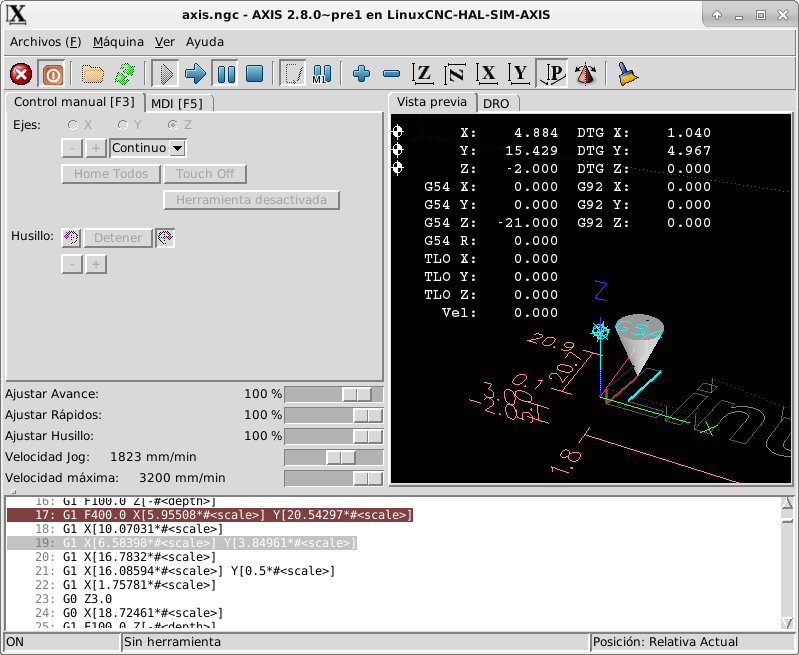 axis.ngc - AXIS 2.8.0~pre1 en LinuxCNC-HAL-SIM-AXIS
Archivos (F) Máquina Ver Ayuda
Z N X Y P
M1
Control manual [F3] MDI [F5]
Ejes: X Y Z
- + Continuo
Home Todos Touch Off
Herramienta desactivada
Husillo: Detener
- +
Ajustar Avance: 100 %
Ajustar Rápidos: 100 %
Ajustar Husillo: 100 %
Velocidad Jog: 1823 mm/min
Velocidad máxima: 3200 mm/min
Vista previa DRO
X: 4.884 DTG X: 1.040
Y: 15.429 DTG Y: 4.967
Z: -2.000 DTG Z: 0.000
G54 X: 0.000 G92 X: 0.000
G54 Y: 0.000 G92 Y: 0.000
G54 Z: -21.000 G92 Z: 0.000
G54 R: 0.000
TLO X: 0.000
TLO Y: 0.000
TLO Z: 0.000
Vel: 0.000
Z
G54
20.9
20.7
1.8
X
Linu
16: G1 F100.0 Z[-#<depth>]
17: G1 F400.0 X[5.95508*#<scale>] Y[20.54297*#<scale>]
18: G1 X[10.07031*#<scale>]
19: G1 X[6.58398*#<scale>] Y[3.84961*#<scale>]
20: G1 X[16.7832*#<scale>]
21: G1 X[16.08594*#<scale>] Y[0.5*#<scale>]
22: G1 X[1.75781*#<scale>]
23: G0 Z3.0
24: G0 X[18.72461*#<scale>]
25: G1 F100.0 Z[-#<depth>]
ON Sin herramienta Posición: Relativa Actual